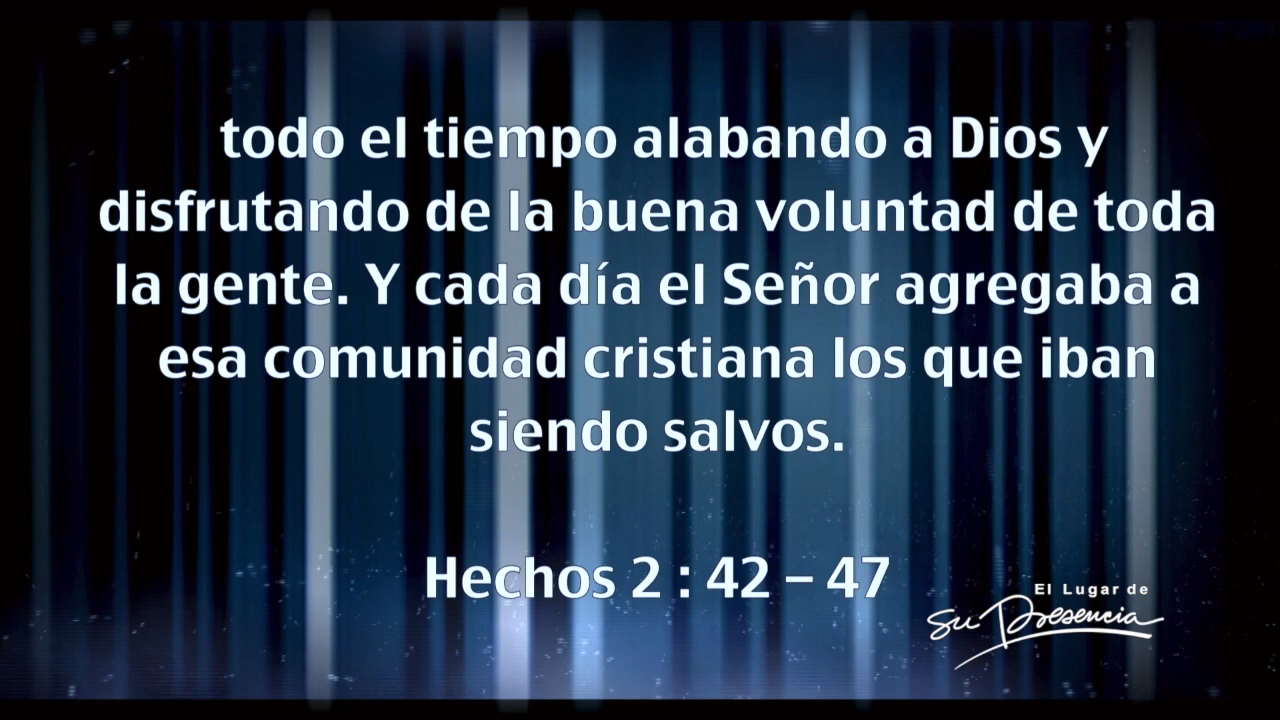 todo el tiempo alabando a Dios y
disfrutando de la buena voluntad de toda
la gente. Y cada día el Señor agregaba a
esa comunidad cristiana los que iban
siendo salvos.
Hechos 2 : 42 – 47
El Lugar de
Su Presencia